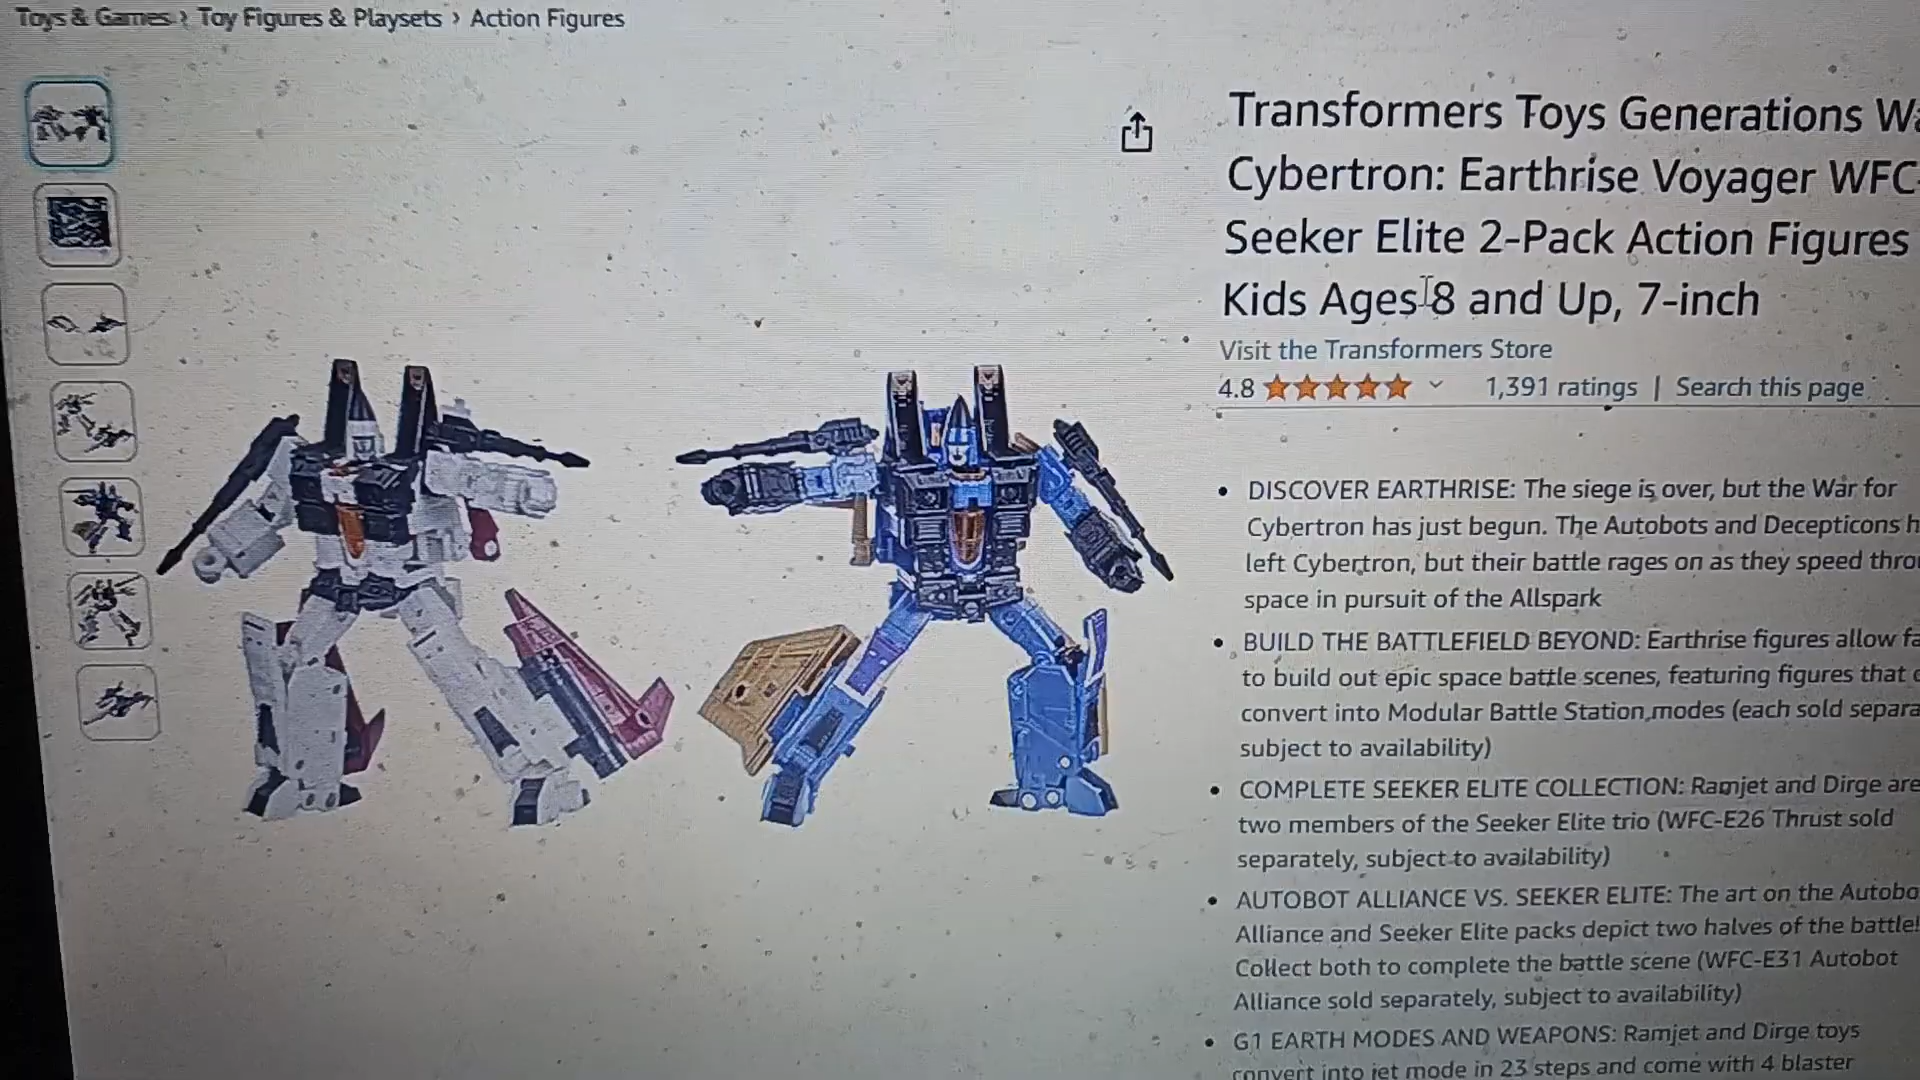 Toys & Games › Toy Figures & Playsets › Action Figures
Transformers Toys Generations
Cybertron: Earthrise Voyager WFC-
Seeker Elite 2-Pack Action Figures
Kids Ages 8 and Up, 7-inch
Visit the Transformers Store
4.8 1,391 ratings | Search this page
• DISCOVER EARTHRISE: The siege is over, but the War for
Cybertron has just begun. The Autobots and Decepticons
left Cybertron, but their battle rages on as they speed
space in pursuit of the Allspark
• BUILD THE BATTLEFIELD BEYOND: Earthrise figures allow
to build out epic space battle scenes, featuring figures that
convert into Modular Battle Station modes (each sold
subject to availability)
• COMPLETE SEEKER ELITE COLLECTION: Ramjet and Dirge are
two members of the Seeker Elite trio (WFC-E26 Thrust sold
separately, subject to availability)
• AUTOBOT ALLIANCE VS. SEEKER ELITE: The art on the
Alliance and Seeker Elite packs depict two halves of the battle!
Collect both to complete the battle scene (WFC-E31 Autobot
Alliance sold separately, subject to availability)
• G1 EARTH MODES AND WEAPONS: Ramjet and Dirge toys
convert into jet mode in 23 steps and come with 4 blaster